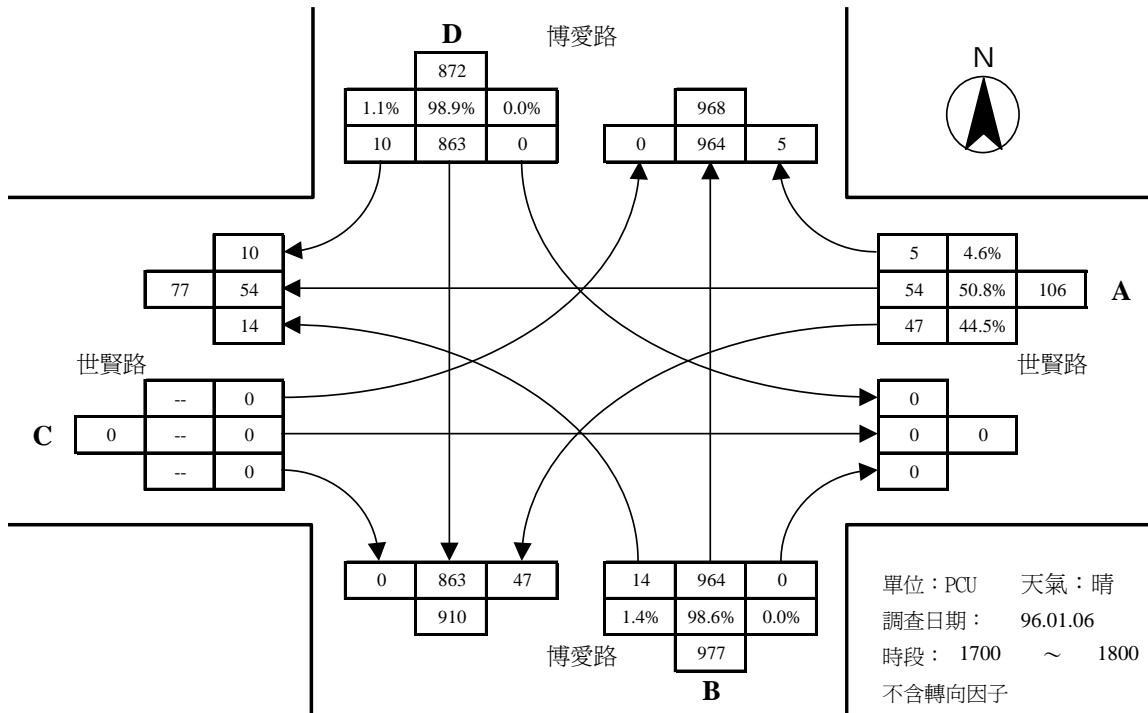 D 博愛路
872
1.1% 98.9% 0.0%
10 863 0
N
968
0 964 5
10
77 54
14
世賢路
5 4.6%
54 50.8% 106 A
47 44.5%
世賢路
-- 0
C 0 -- 0
-- 0
0
0 0
0
0 863 47
910
14 964 0
1.4% 98.6% 0.0%
博愛路 977
B
單位：PCU 天氣：晴
調查日期： 96.01.06
時段： 1700 ～ 1800
不含轉向因子